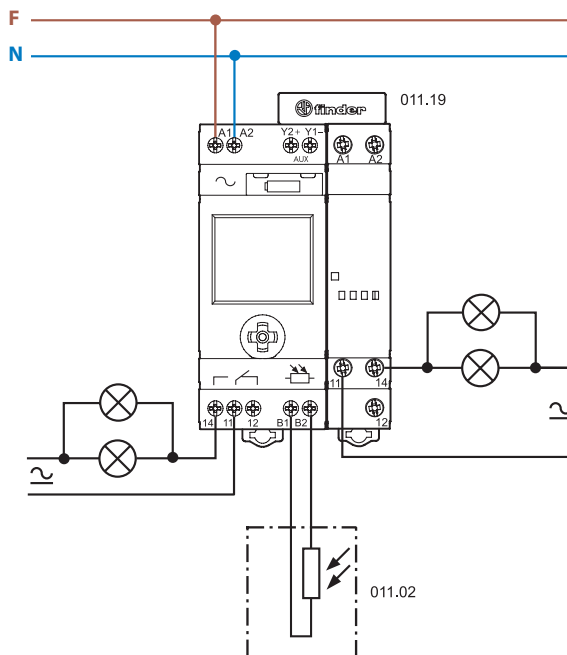 F
N
finder
011.19
A1 A2 Y2+ Y1–
AUX
A1 A2
11 14
12
14 11 12 B1 B2
011.02